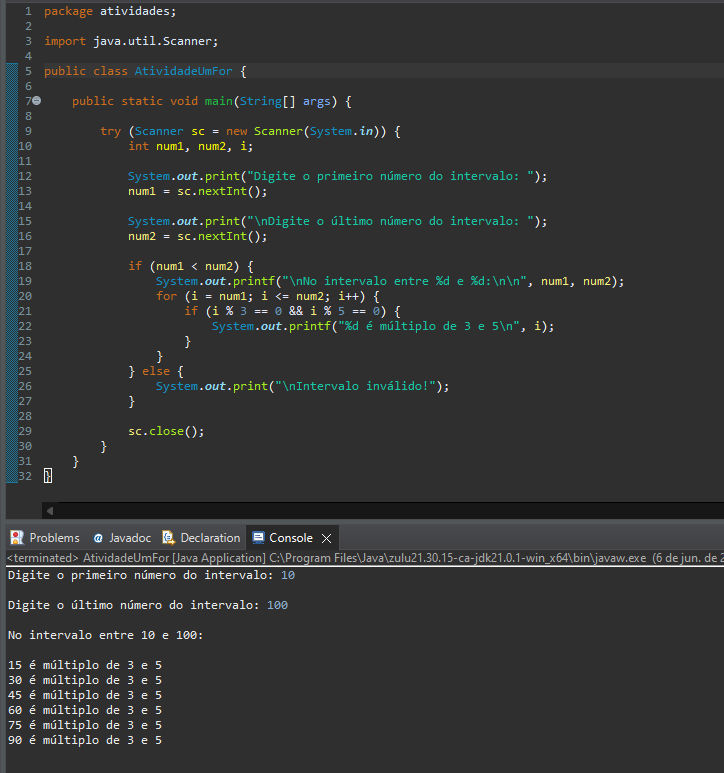 1 package atividades;
2
3 import java.util.Scanner;
4
5 public class AtividadeUmFor {
6
7 public static void main(String[] args) {
8
9 try (Scanner sc = new Scanner(System.in)) {
10 int num1, num2, i;
11
12 System.out.print("Digite o primeiro número do intervalo: ");
13 num1 = sc.nextInt();
14
15 System.out.print("\nDigite o último número do intervalo: ");
16 num2 = sc.nextInt();
17
18 if (num1 < num2) {
19 System.out.printf("\nNo intervalo entre %d e %d:\n\n", num1, num2);
20 for (i = num1; i <= num2; i++) {
21 if (i % 3 == 0 && i % 5 == 0) {
22 System.out.printf("%d é múltiplo de 3 e 5\n", i);
23 }
24 }
25 } else {
26 System.out.print("\nIntervalo inválido!");
27 }
28
29 sc.close();
30 }
31 }
32 }
Problems @ Javadoc Declaration Console
<terminated> AtividadeUmFor [Java Application] C:\Program Files\Java\zulu21.30.15-ca-jdk21.0.1-win_x64\bin\javaw.exe (6 de jun. de 2
Digite o primeiro número do intervalo: 10
Digite o último número do intervalo: 100
No intervalo entre 10 e 100:
15 é múltiplo de 3 e 5
30 é múltiplo de 3 e 5
45 é múltiplo de 3 e 5
60 é múltiplo de 3 e 5
75 é múltiplo de 3 e 5
90 é múltiplo de 3 e 5